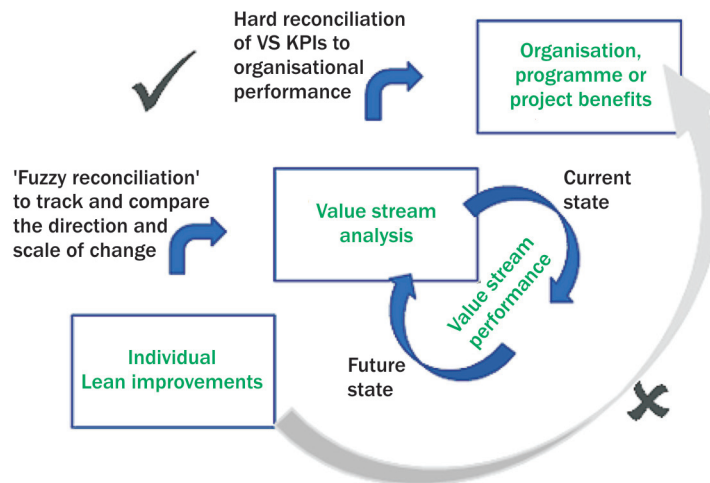 Hard reconciliation
of VS KPIs to
organisational
performance
Organisation,
programme or
project benefits
'Fuzzy reconciliation'
to track and compare
the direction and
scale of change
Value stream
analysis
Current
state
Value stream
performance
Future
state
Individual
Lean improvements